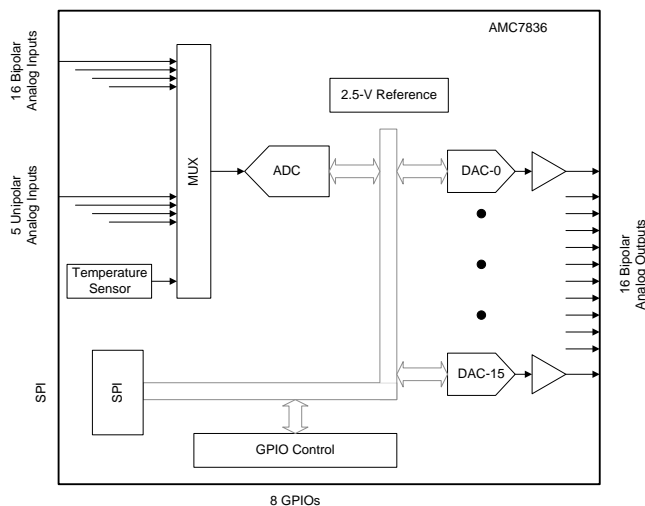 AMC7836
16 Bipolar
Analog Inputs
5 Unipolar
Analog Inputs
MUX
2.5-V Reference
ADC
DAC-0
Temperature
Sensor
16 Bipolar
Analog Outputs
SPI
SPI
DAC-15
GPIO Control
8 GPIOs